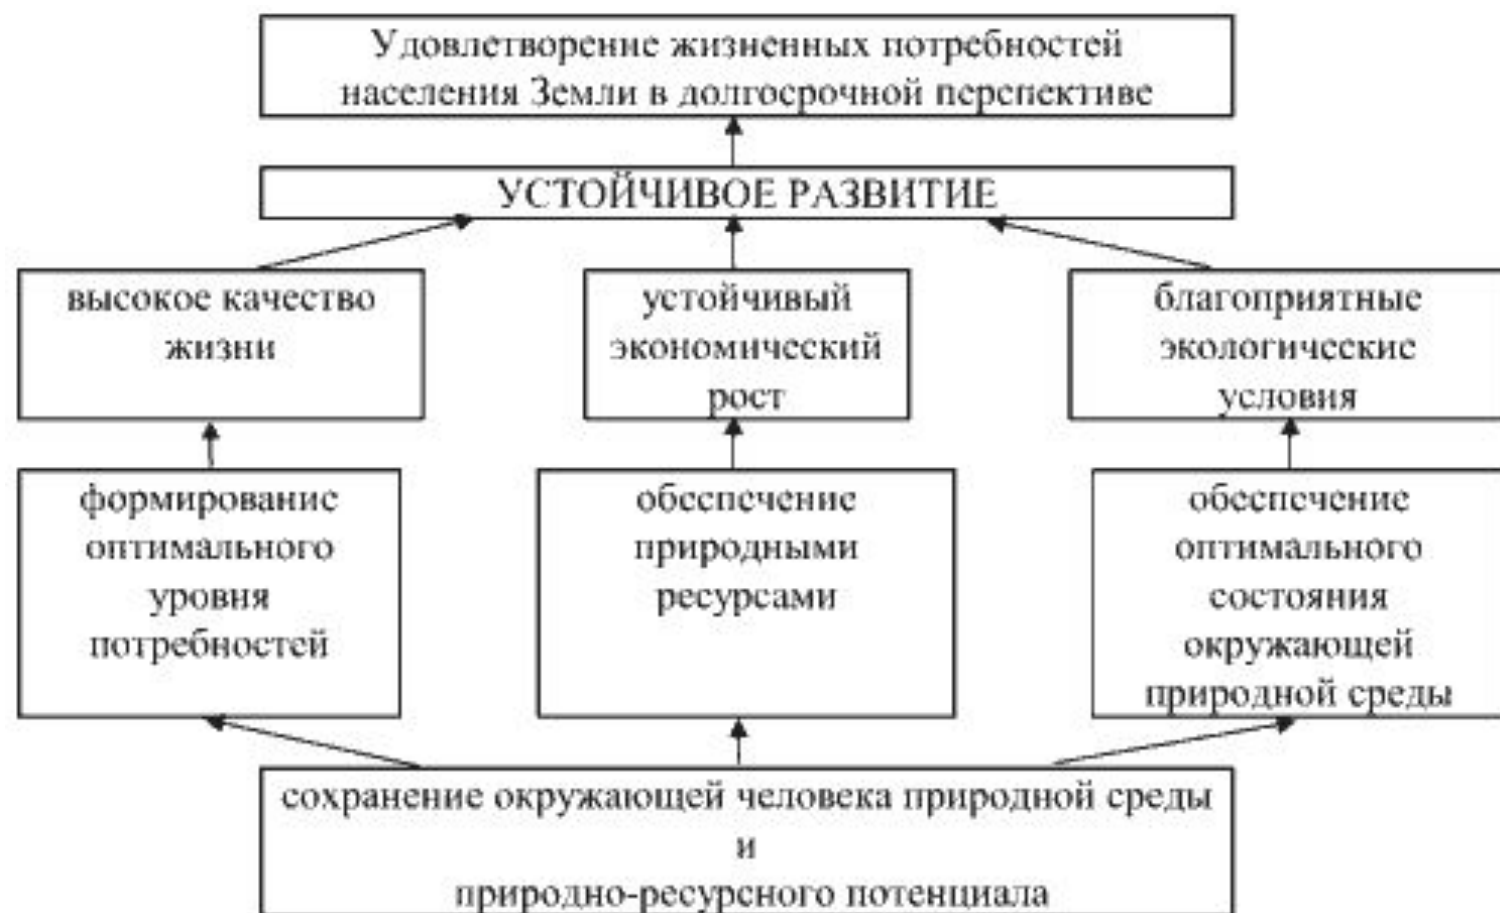 Удовлетворение жизненных потребностей
населения Земли в долгосрочной перспективе
УСТОЙЧИВОЕ РАЗВИТИЕ
высокое качество
жизни
устойчивый
экономический
рост
благоприятные
экологические
условия
формирование
оптимального
уровня
потребностей
обеспечение
природными
ресурсами
обеспечение
оптимального
состояния
окружающей
природной среды
сохранение окружающей человека природной среды
и
природно-ресурсного потенциала